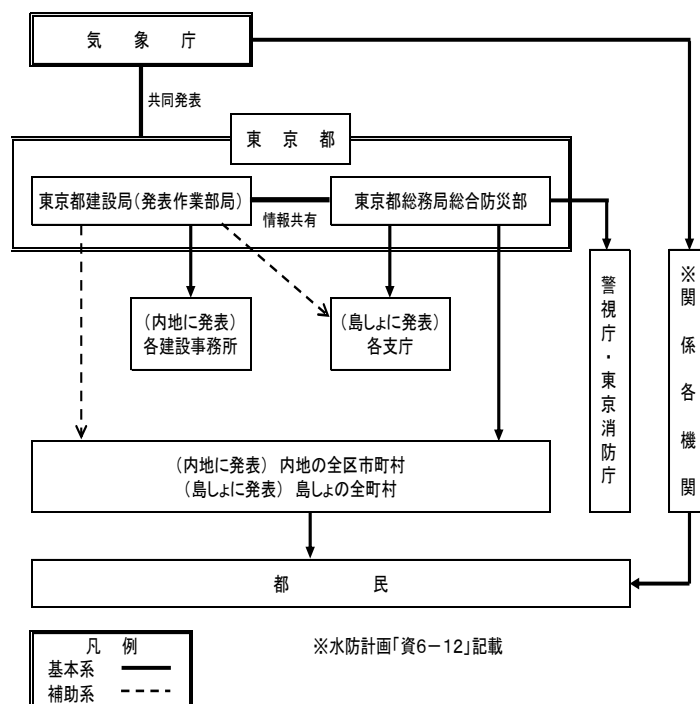 気 象 庁
共同発表
東 京 都
東京都建設局(発表作業部局)
情報共有
東京都総務局総合防災部
(内地に発表)
各建設事務所
(島しょに発表)
各支庁
警視庁・東京消防庁
※関係各機関
(内地に発表) 内地の全区市町村
(島しょに発表) 島しょの全町村
都 民
凡 例
基本系
補助系
※水防計画「資6-12」記載